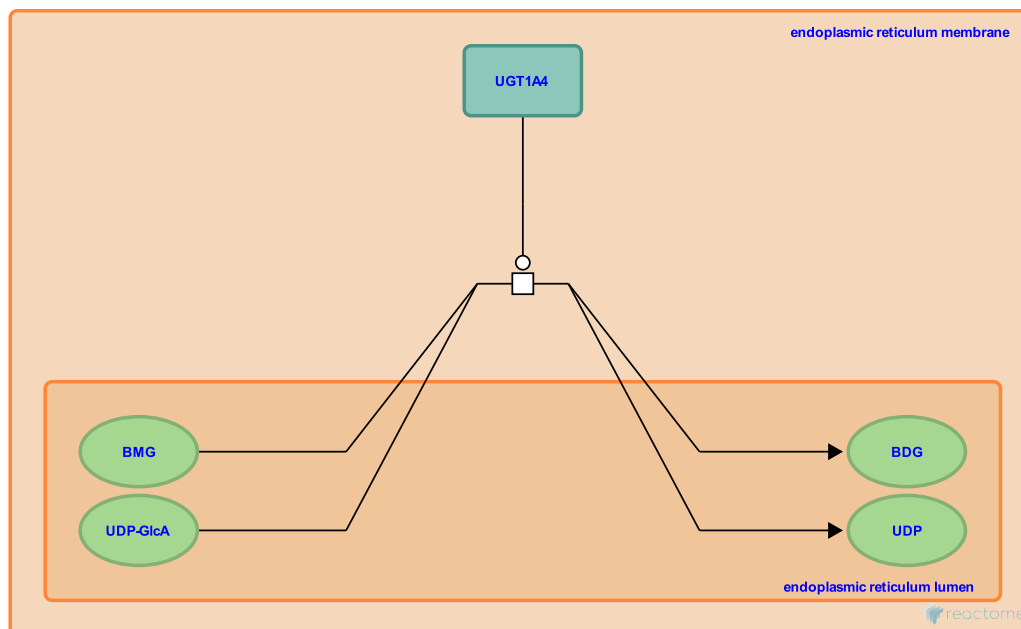 endoplasmic reticulum membrane
UGT1A4
BMG
BDG
UDP-GlcA
UDP
endoplasmic reticulum lumen
reactome